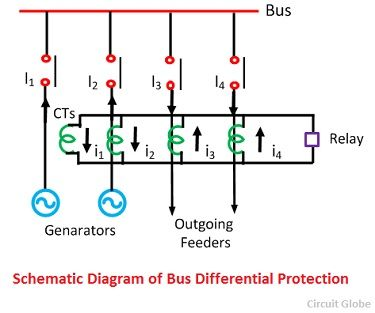 Bus
I1 I2 I3 I4
CTs
i1 i2 i3 i4
Relay
Genarators
Outgoing
Feeders
Schematic Diagram of Bus Differential Protection
Circuit Globe